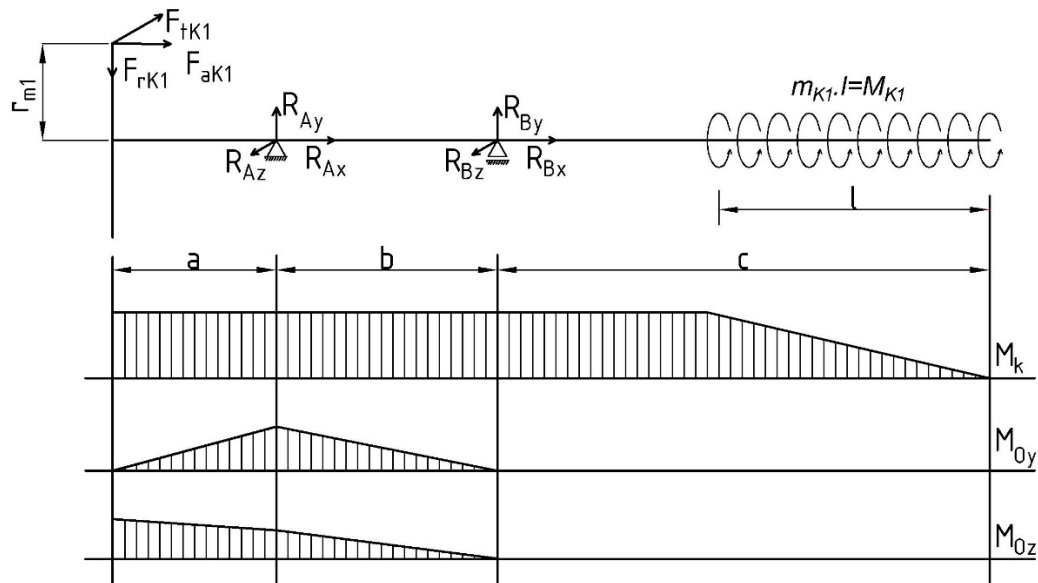 F_tK1
F_rK1
F_aK1
r_m1
R_Ay
R_Az
R_Ax
R_By
R_Bz
R_Bx
m_K1.l=M_K1
l
a
b
c
M_k
M_Oy
M_Oz